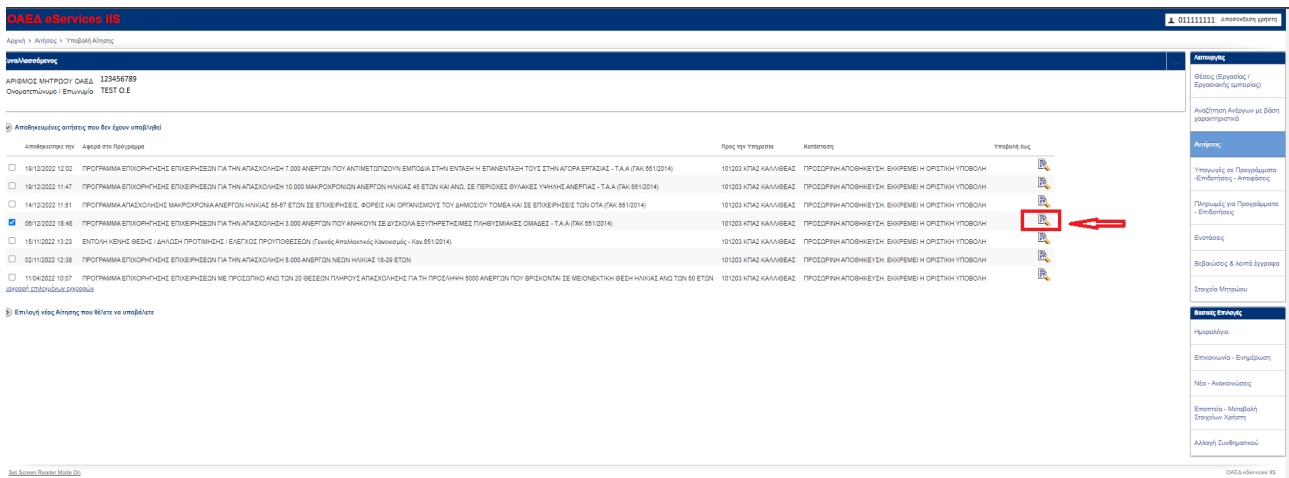 ΟΑΕΔ eServices IIS
011111111 Αποσύνδεση χρήστη
Αρχική > Αιτήσεις > Υποβολή Αίτησης
Συναλλασσόμενος
ΑΡΙΘΜΟΣ ΜΗΤΡΩΟΥ ΟΑΕΔ 123456789
Ονοματεπώνυμο / Επωνυμία TEST O.E
Αποθηκευμένες αιτήσεις που δεν έχουν υποβληθεί
Αποθηκεύτηκε την Αφορά στο Πρόγραμμα Προς την Υπηρεσία Κατάσταση Υποβολή έως
19/12/2022 12:02 ΠΡΟΓΡΑΜΜΑ ΕΠΙΧΟΡΗΓΗΣΗΣ ΕΠΙΧΕΙΡΗΣΕΩΝ ΓΙΑ ΤΗΝ ΑΠΑΣΧΟΛΗΣΗ 7.000 ΑΝΕΡΓΩΝ ΠΟΥ ΑΝΤΙΜΕΤΩΠΙΖΟΥΝ ΕΜΠΟΔΙΑ ΣΤΗΝ ΕΝΤΑΞΗ Ή ΕΠΑΝΕΝΤΑΞΗ ΤΟΥΣ ΣΤΗΝ ΑΓΟΡΑ ΕΡΓΑΣΙΑΣ - Τ.Α.Α (ΓΑΚ 651/2014) 101203 ΚΠΑ2 ΚΑΛΛΙΘΕΑΣ ΠΡΟΣΩΡΙΝΗ ΑΠΟΘΗΚΕΥΣΗ. ΕΚΚΡΕΜΕΙ Η ΟΡΙΣΤΙΚΗ ΥΠΟΒΟΛΗ
19/12/2022 11:47 ΠΡΟΓΡΑΜΜΑ ΕΠΙΧΟΡΗΓΗΣΗΣ ΕΠΙΧΕΙΡΗΣΕΩΝ ΓΙΑ ΤΗΝ ΑΠΑΣΧΟΛΗΣΗ 10.000 ΜΑΚΡΟΧΡΟΝΙΩΝ ΑΝΕΡΓΩΝ ΗΛΙΚΙΑΣ 45 ΕΤΩΝ ΚΑΙ ΑΝΩ, ΣΕ ΠΕΡΙΟΧΕΣ ΘΥΛΑΚΕΣ ΥΨΗΛΗΣ ΑΝΕΡΓΙΑΣ - Τ.Α.Α (ΓΑΚ 651/2014) 101203 ΚΠΑ2 ΚΑΛΛΙΘΕΑΣ ΠΡΟΣΩΡΙΝΗ ΑΠΟΘΗΚΕΥΣΗ. ΕΚΚΡΕΜΕΙ Η ΟΡΙΣΤΙΚΗ ΥΠΟΒΟΛΗ
14/12/2022 11:51 ΠΡΟΓΡΑΜΜΑ ΑΠΑΣΧΟΛΗΣΗΣ ΜΑΚΡΟΧΡΟΝΙΑ ΑΝΕΡΓΩΝ ΗΛΙΚΙΑΣ 55-67 ΕΤΩΝ ΣΕ ΕΠΙΧΕΙΡΗΣΕΙΣ, ΦΟΡΕΙΣ ΚΑΙ ΟΡΓΑΝΙΣΜΟΥΣ ΤΟΥ ΔΗΜΟΣΙΟΥ ΤΟΜΕΑ ΚΑΙ ΣΕ ΕΠΙΧΕΙΡΗΣΕΙΣ ΤΩΝ ΟΤΑ (ΓΑΚ 651/2014) 101203 ΚΠΑ2 ΚΑΛΛΙΘΕΑΣ ΠΡΟΣΩΡΙΝΗ ΑΠΟΘΗΚΕΥΣΗ. ΕΚΚΡΕΜΕΙ Η ΟΡΙΣΤΙΚΗ ΥΠΟΒΟΛΗ
06/12/2022 18:48 ΠΡΟΓΡΑΜΜΑ ΕΠΙΧΟΡΗΓΗΣΗΣ ΕΠΙΧΕΙΡΗΣΕΩΝ ΓΙΑ ΤΗΝ ΑΠΑΣΧΟΛΗΣΗ 3.000 ΑΝΕΡΓΩΝ ΠΟΥ ΑΝΗΚΟΥΝ ΣΕ ΔΥΣΚΟΛΑ ΕΞΥΠΗΡΕΤΗΣΙΜΕΣ ΠΛΗΘΥΣΜΙΑΚΕΣ ΟΜΑΔΕΣ - Τ.Α.Α (ΓΑΚ 651/2014) 101203 ΚΠΑ2 ΚΑΛΛΙΘΕΑΣ ΠΡΟΣΩΡΙΝΗ ΑΠΟΘΗΚΕΥΣΗ. ΕΚΚΡΕΜΕΙ Η ΟΡΙΣΤΙΚΗ ΥΠΟΒΟΛΗ
15/11/2022 13:23 ΕΝΤΟΛΗ ΚΕΝΗΣ ΘΕΣΗΣ / ΔΗΛΩΣΗ ΠΡΟΤΙΜΗΣΗΣ / ΕΛΕΓΧΟΣ ΠΡΟΫΠΟΘΕΣΕΩΝ (Γενικός Απαλλακτικός Κανονισμός - Καν.651/2014) 101203 ΚΠΑ2 ΚΑΛΛΙΘΕΑΣ ΠΡΟΣΩΡΙΝΗ ΑΠΟΘΗΚΕΥΣΗ. ΕΚΚΡΕΜΕΙ Η ΟΡΙΣΤΙΚΗ ΥΠΟΒΟΛΗ
02/11/2022 12:38 ΠΡΟΓΡΑΜΜΑ ΕΠΙΧΟΡΗΓΗΣΗΣ ΕΠΙΧΕΙΡΗΣΕΩΝ ΓΙΑ ΤΗΝ ΑΠΑΣΧΟΛΗΣΗ 8.000 ΑΝΕΡΓΩΝ ΝΕΩΝ ΗΛΙΚΙΑΣ 18-29 ΕΤΩΝ 101203 ΚΠΑ2 ΚΑΛΛΙΘΕΑΣ ΠΡΟΣΩΡΙΝΗ ΑΠΟΘΗΚΕΥΣΗ. ΕΚΚΡΕΜΕΙ Η ΟΡΙΣΤΙΚΗ ΥΠΟΒΟΛΗ
11/04/2022 10:07 ΠΡΟΓΡΑΜΜΑ ΕΠΙΧΟΡΗΓΗΣΗΣ ΕΠΙΧΕΙΡΗΣΕΩΝ ΜΕ ΠΡΟΣΩΠΙΚΟ ΑΝΩ ΤΩΝ 20 ΘΕΣΕΩΝ ΠΛΗΡΟΥΣ ΑΠΑΣΧΟΛΗΣΗΣ ΓΙΑ ΤΗ ΠΡΟΣΛΗΨΗ 5000 ΑΝΕΡΓΩΝ ΠΟΥ ΒΡΙΣΚΟΝΤΑΙ ΣΕ ΜΕΙΟΝΕΚΤΙΚΗ ΘΕΣΗ ΗΛΙΚΙΑΣ ΑΝΩ ΤΩΝ 50 ΕΤΩΝ 101203 ΚΠΑ2 ΚΑΛΛΙΘΕΑΣ ΠΡΟΣΩΡΙΝΗ ΑΠΟΘΗΚΕΥΣΗ. ΕΚΚΡΕΜΕΙ Η ΟΡΙΣΤΙΚΗ ΥΠΟΒΟΛΗ
ιαγραφή επιλεγμένων εγγραφών
Επιλογή νέας Αίτησης που θέλετε να υποβάλετε
Λειτουργίες
Θέσεις (Εργασίας /
Εργασιακής εμπειρίας)
Αναζήτηση Ανέργων με βάση
χαρακτηριστικά
Αιτήσεις
Υπαγωγές σε Προγράμματα
-Επιδοτήσεις - Αποφάσεις
Πληρωμές για Προγράμματα
- Επιδοτήσεις
Ενστάσεις
Βεβαιώσεις & λοιπά έγγραφα
Στοιχεία Μητρώου
Βασικές Επιλογές
Ημερολόγιο
Επικοινωνία - Ενημέρωση
Νέα - Ανακοινώσεις
Εποπτεία - Μεταβολή
Στοιχείων Χρήστη
Αλλαγή Συνθηματικού
Set Screen Reader Mode On
ΟΑΕΔ eServices IIS